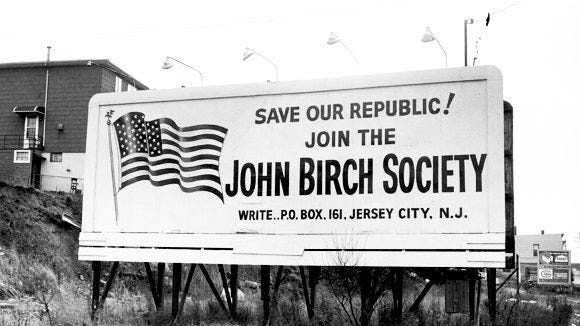 SAVE OUR REPUBLIC!
JOIN THE
JOHN BIRCH SOCIETY
WRITE..P.O. BOX, 161, JERSEY CITY, N.J.